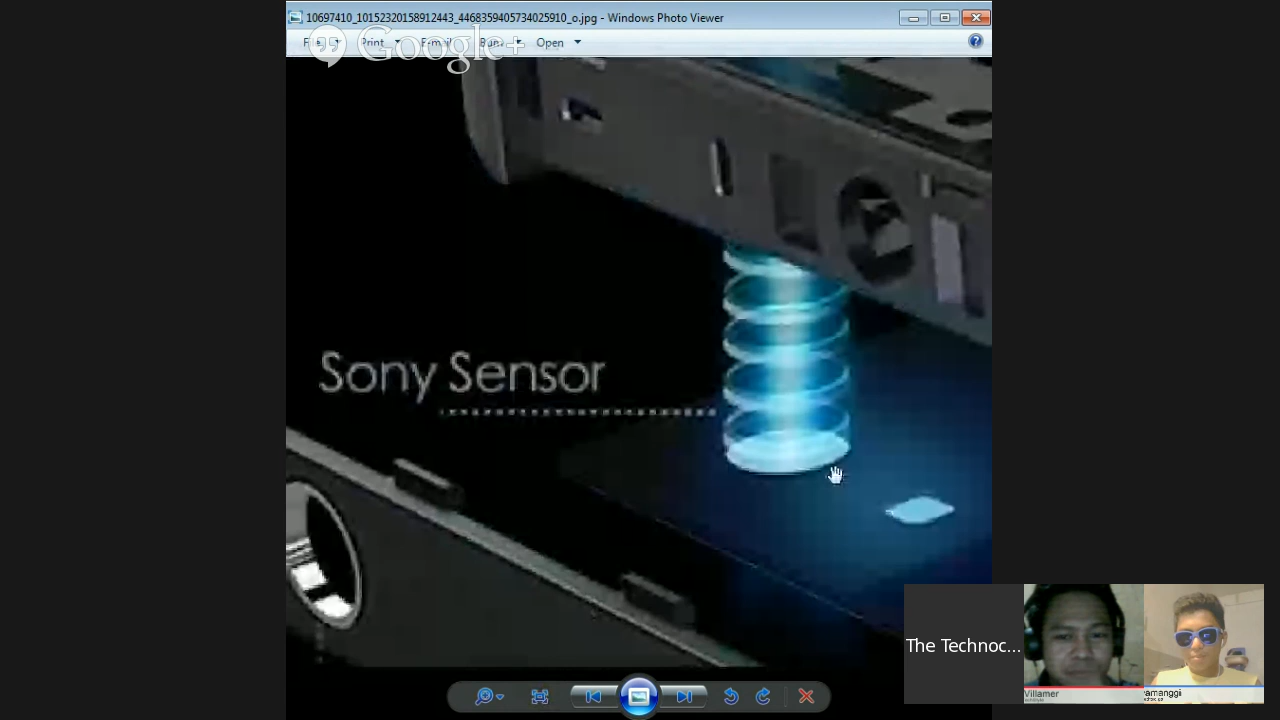 10697410_10152320158912443_4468359405734025910_o.jpg - Windows Photo Viewer
Print
Open
Google+
Sony Sensor
The Technoc...
Villamer
amanggi